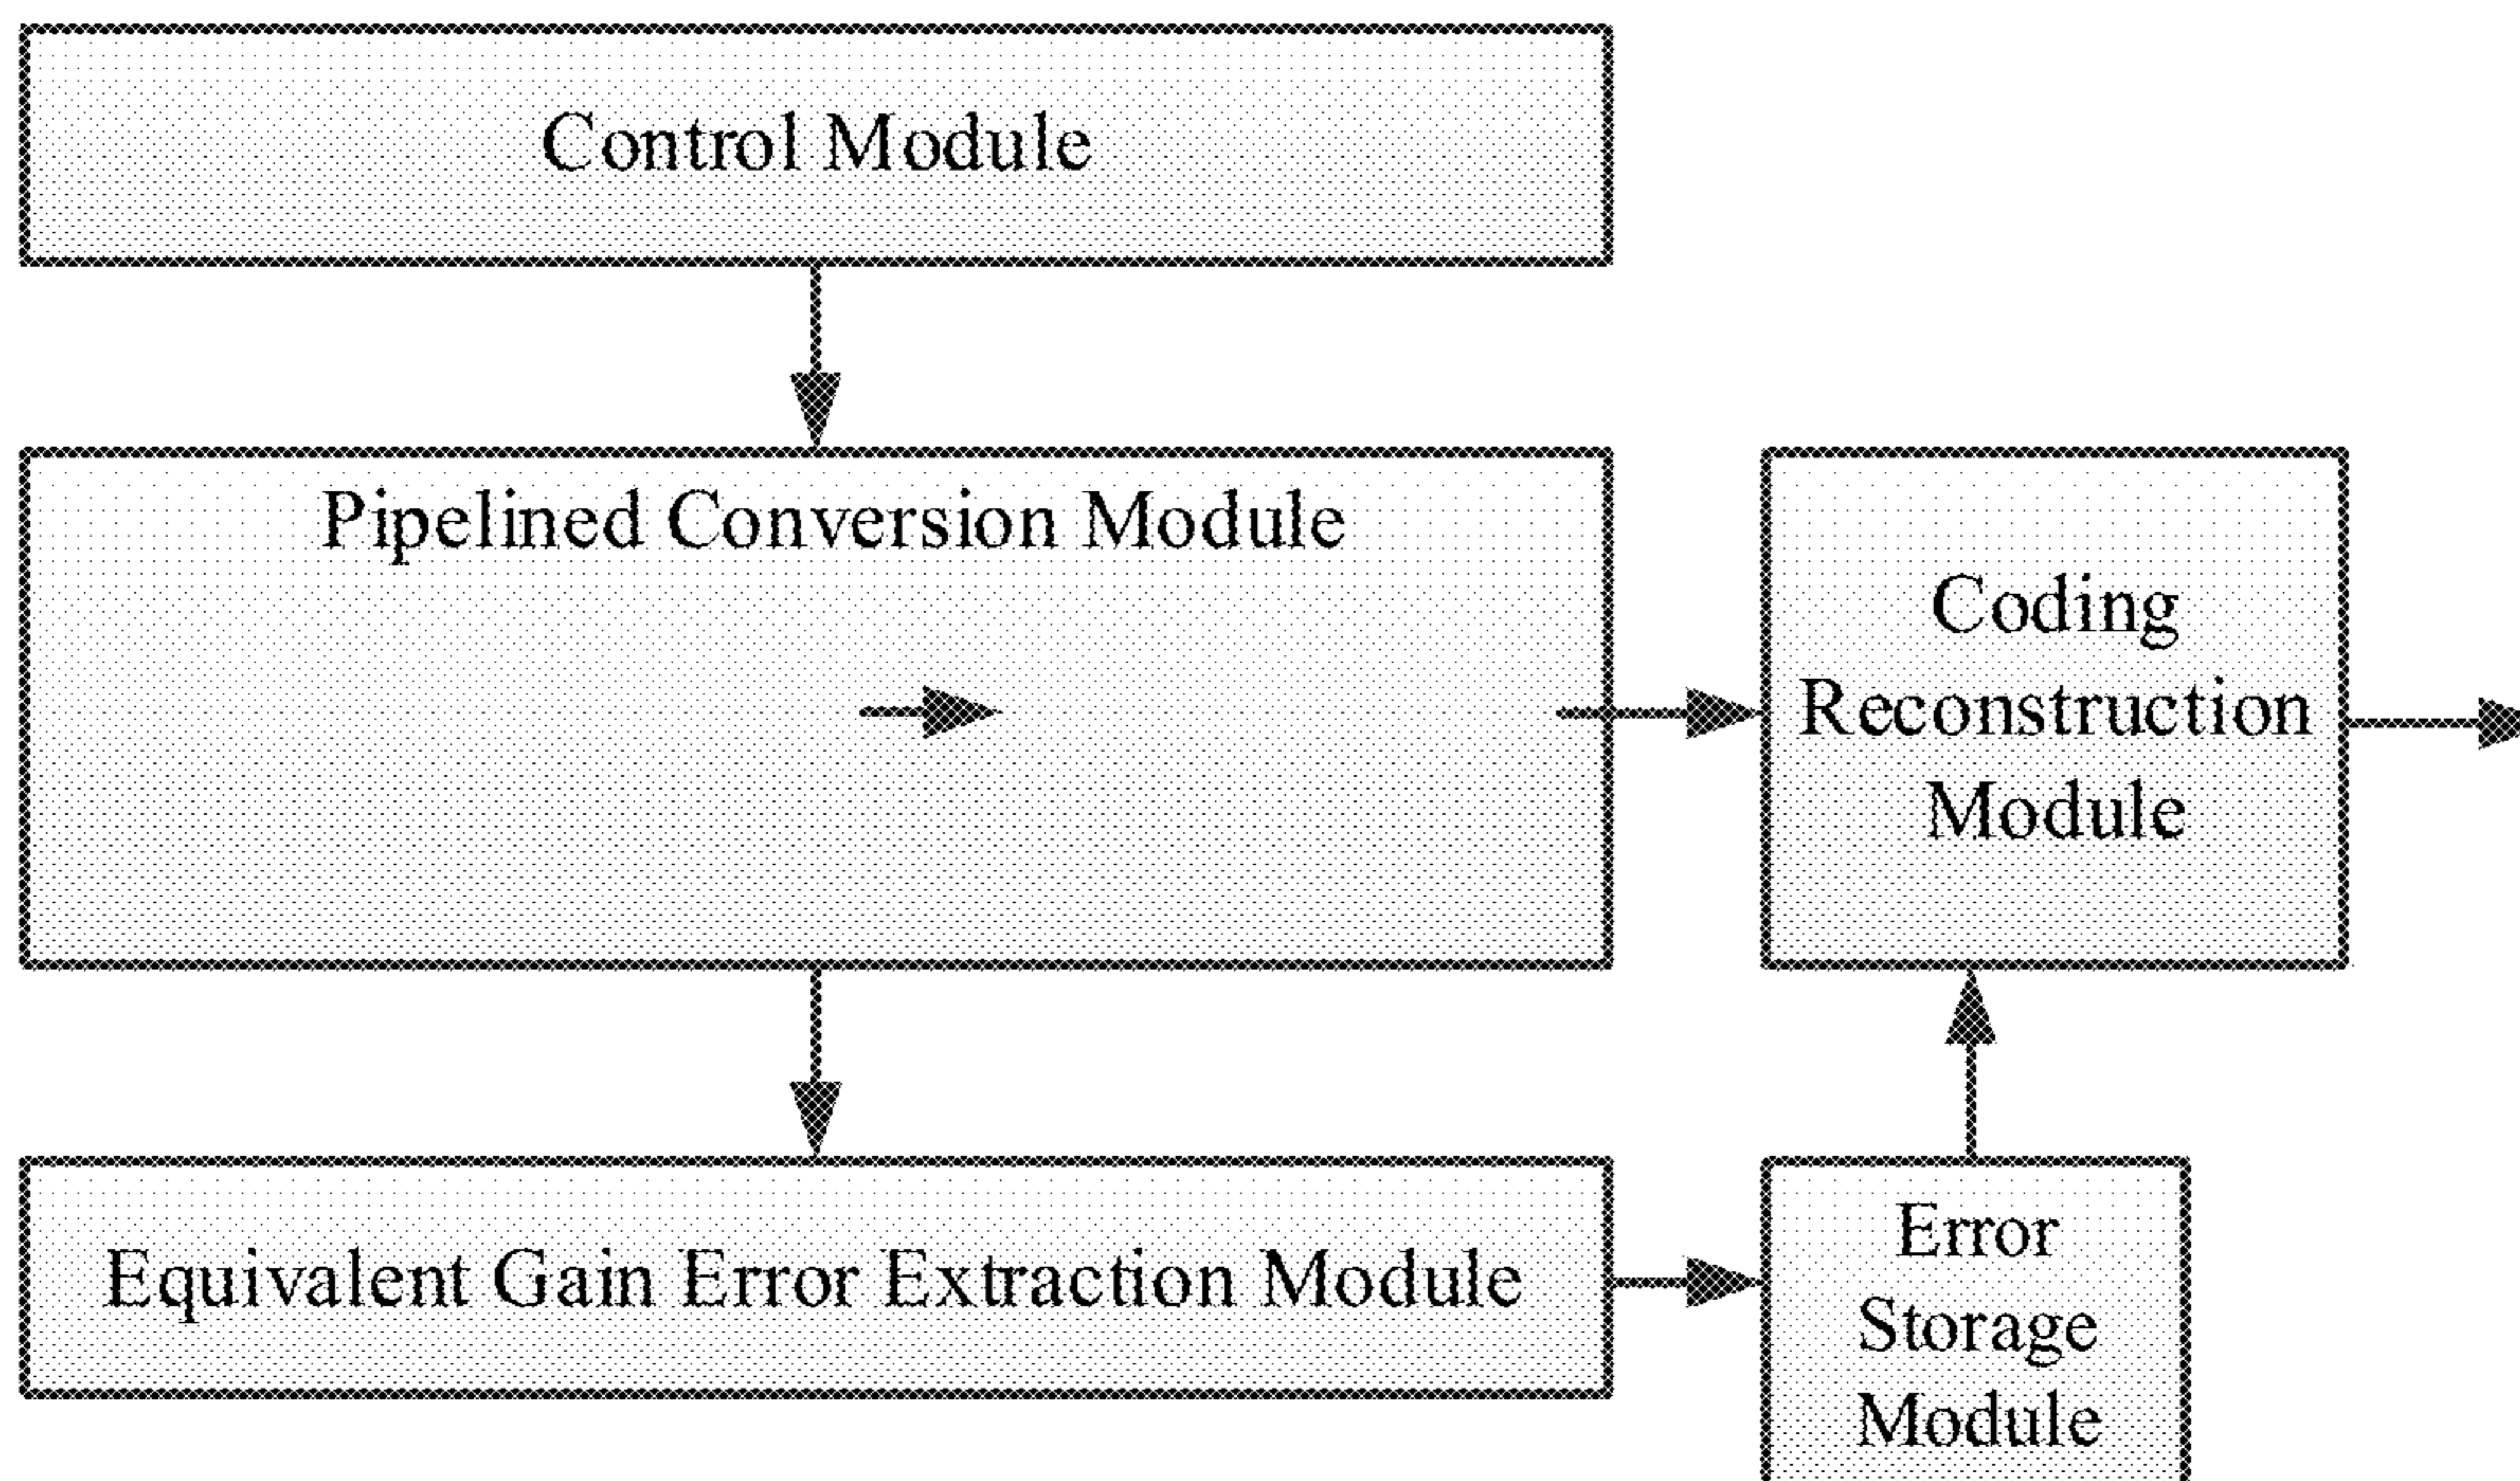 Control Module
Pipelined Conversion Module
Coding
Reconstruction
Module
Equivalent Gain Error Extraction Module
Error
Storage
Module